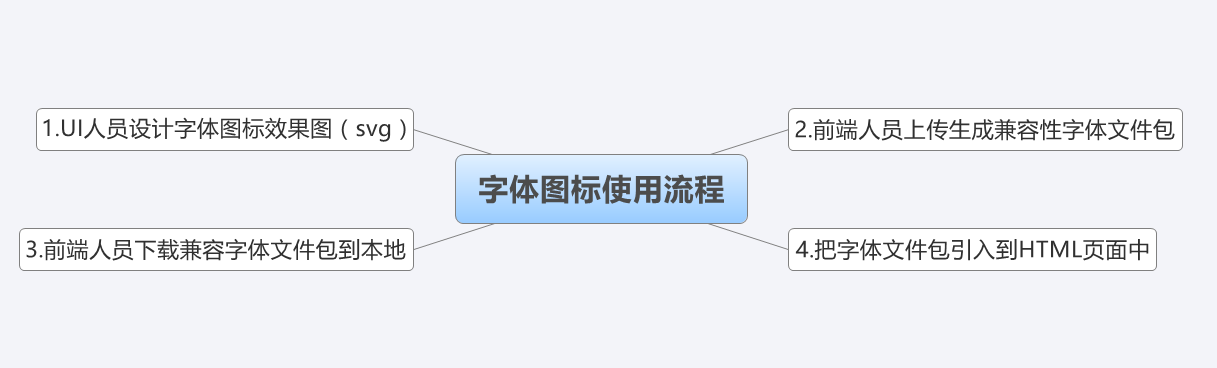 1.UI人员设计字体图标效果图（svg）
2.前端人员上传生成兼容性字体文件包
字体图标使用流程
3.前端人员下载兼容字体文件包到本地
4.把字体文件包引入到HTML页面中